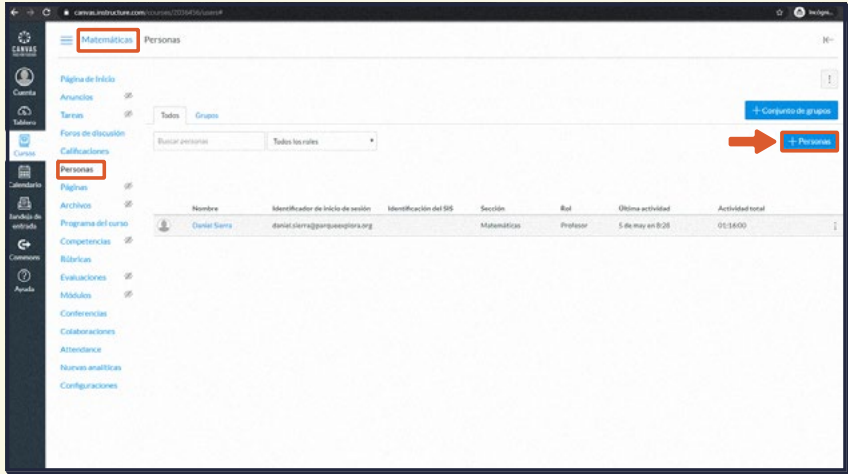 canvas.instructure.com/courses/2036456/users#
CANVAS
Matemáticas Personas
Cuenta
Tablero
Cursos
Calendario
Bandeja de entrada
Commons
Ayuda
Página de Inicio
Anuncios
Tareas
Foros de discusión
Calificaciones
Personas
Páginas
Archivos
Programa del curso
Competencias
Rúbricas
Evaluaciones
Módulos
Conferencias
Colaboraciones
Attendance
Nuevas analíticas
Configuraciones
Todos Grupos
+ Conjunto de grupos
Buscar personas Todos los roles
+ Personas
Nombre Identificador de inicio de sesión Identificación del SIS Sección Rol Última actividad Actividad total
Daniel Sierra daniel.sierra@parqueexplora.org Matemáticas Profesor 5 de may en 8:28 01:16:00